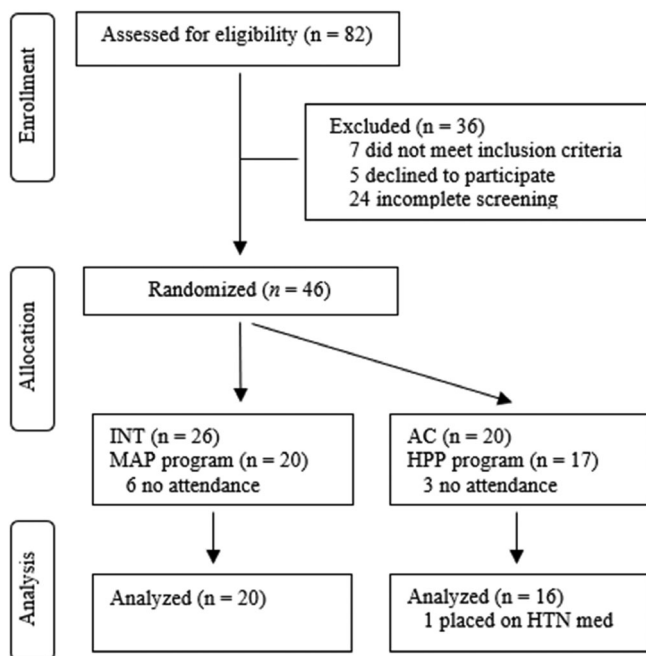 Enrollment
Assessed for eligibility (n = 82)
Excluded (n = 36)
7 did not meet inclusion criteria
5 declined to participate
24 incomplete screening
Allocation
Randomized (n = 46)
INT (n = 26)
MAP program (n = 20)
6 no attendance
AC (n = 20)
HPP program (n = 17)
3 no attendance
Analysis
Analyzed (n = 20)
Analyzed (n = 16)
1 placed on HTN med